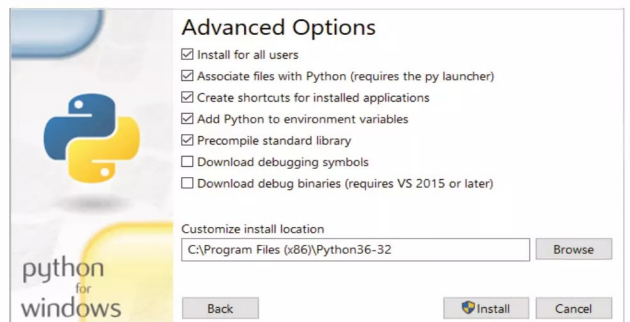 Advanced Options
Install for all users
Associate files with Python (requires the py launcher)
Create shortcuts for installed applications
Add Python to environment variables
Precompile standard library
Download debugging symbols
Download debug binaries (requires VS 2015 or later)
Customize install location
C:\Program Files (x86)\Python36-32
Browse
python
for
windows
Back
Install
Cancel